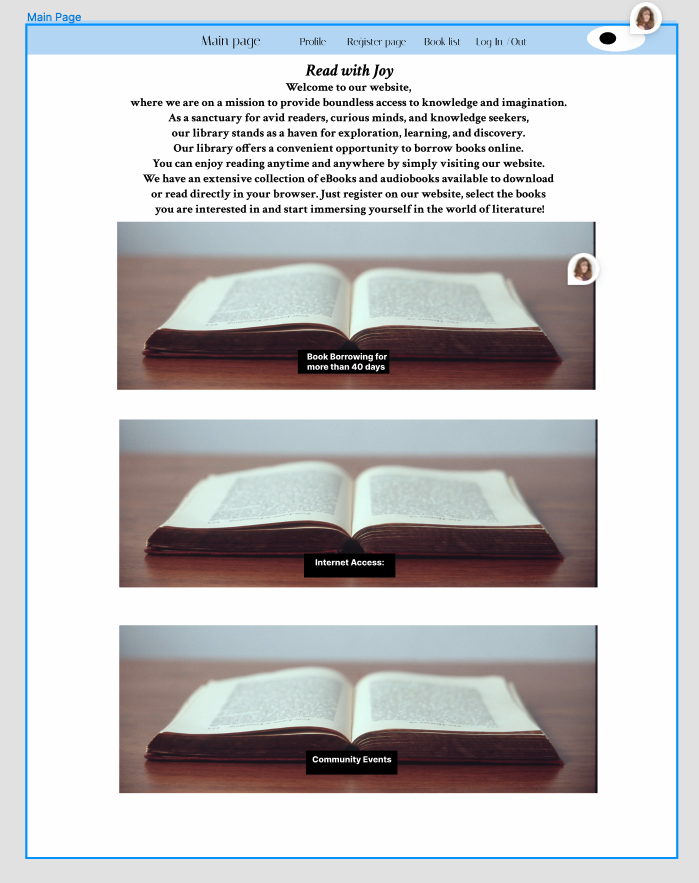 Main Page
Main page Profile Register page Book list Log In / Out
Read with Joy
Welcome to our website,
where we are on a mission to provide boundless access to knowledge and imagination.
As a sanctuary for avid readers, curious minds, and knowledge seekers,
our library stands as a haven for exploration, learning, and discovery.
Our library offers a convenient opportunity to borrow books online.
You can enjoy reading anytime and anywhere by simply visiting our website.
We have an extensive collection of eBooks and audiobooks available to download
or read directly in your browser. Just register on our website, select the books
you are interested in and start immersing yourself in the world of literature!
Book Borrowing for
more than 40 days
Internet Access:
Community Events